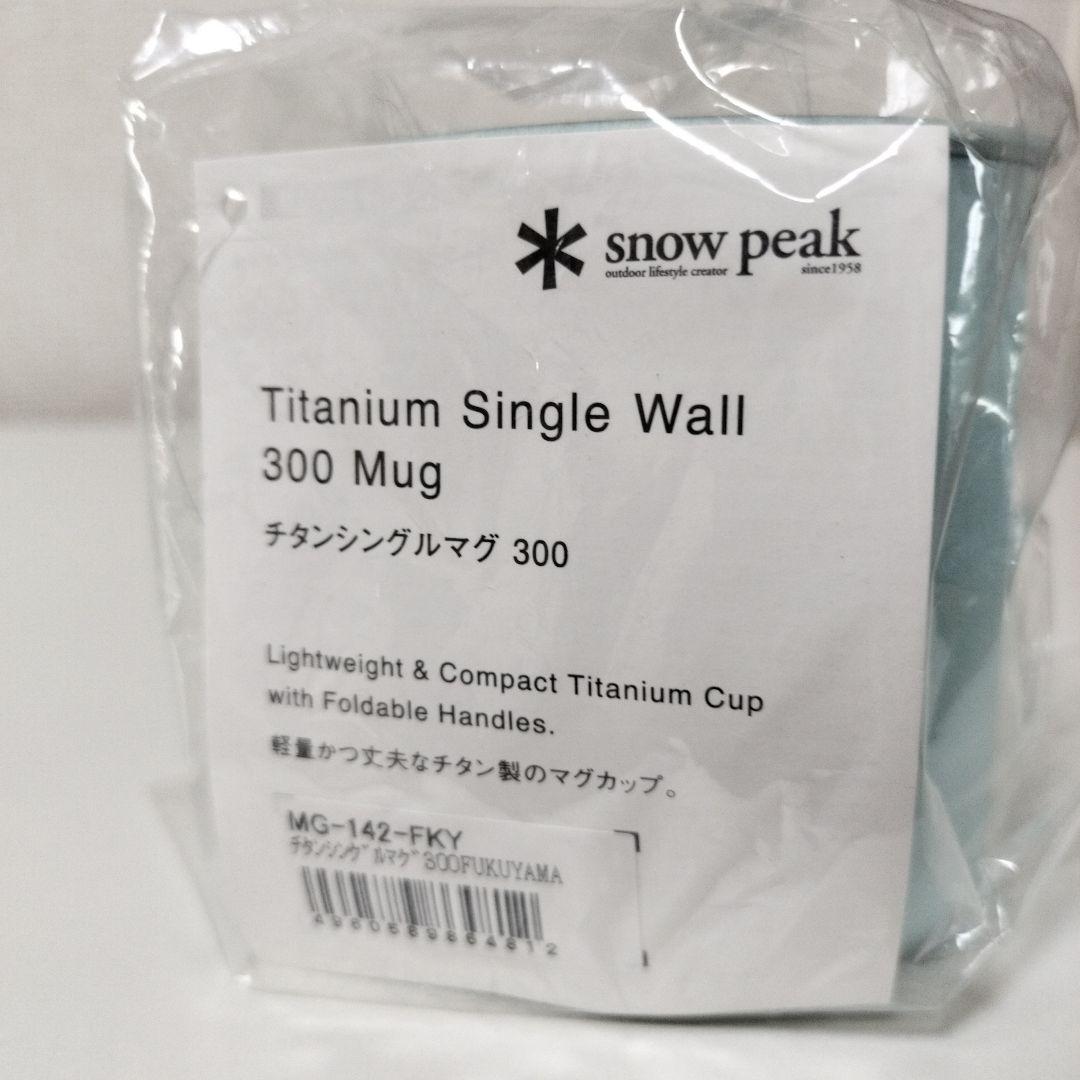 snow peak
outdoor lifestyle creator since1958
Titanium Single Wall
300 Mug
チタンシングルマグ 300
Lightweight & Compact Titanium Cup
with Foldable Handles.
軽量かつ丈夫なチタン製のマグカップ。
MG-142-FKY
ﾁﾀﾝｼﾝｸﾞﾙﾏｸﾞ300FUKUYAMA
4960589864812